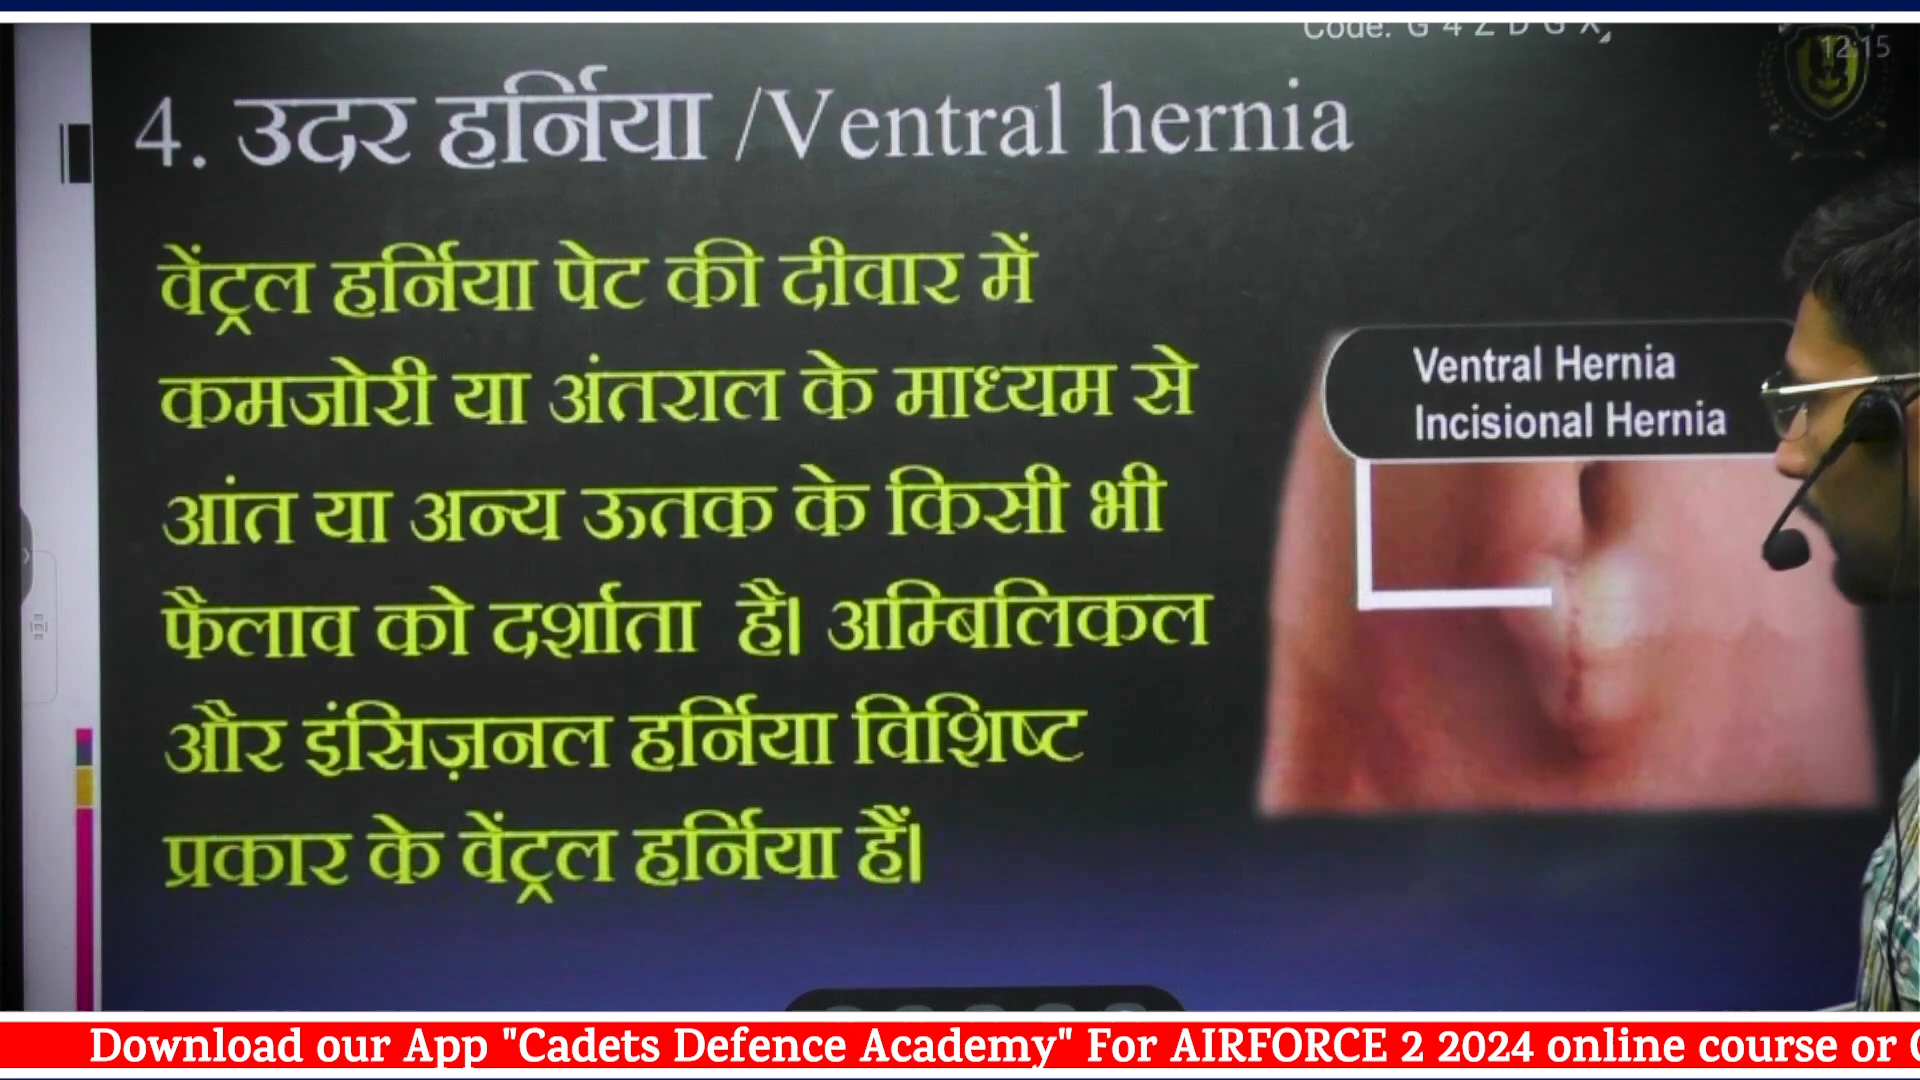 Code: G 4 Z D G X
12:15
4. उदर हर्निया /Ventral hernia
वेंट्रल हर्निया पेट की दीवार में
कमजोरी या अंतराल के माध्यम से
आंत या अन्य ऊतक के किसी भी
फैलाव को दर्शाता है। अम्बिलिकल
और इंसिज़नल हर्निया विशिष्ट
प्रकार के वेंट्रल हर्निया हैं।
Ventral Hernia
Incisional Hernia
Download our App "Cadets Defence Academy" For AIRFORCE 2 2024 online course or